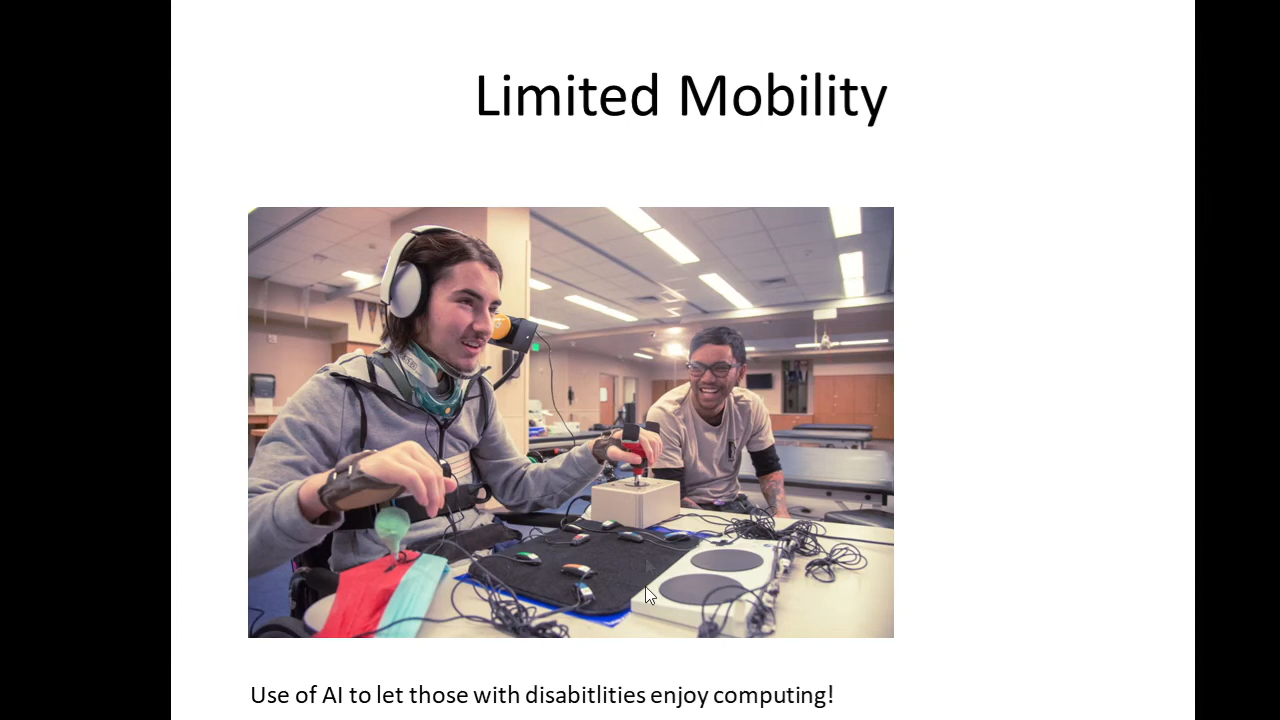 Limited Mobility
Use of AI to let those with disabitlities enjoy computing!